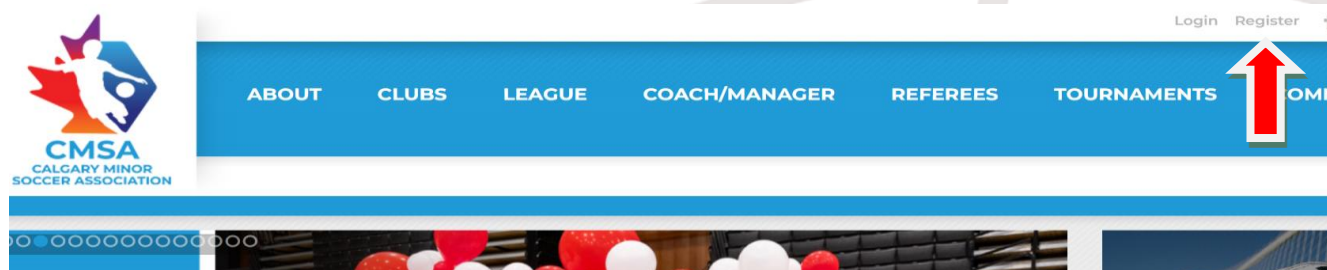 Login Register
ABOUT CLUBS LEAGUE COACH/MANAGER REFEREES TOURNAMENTS
CMSA
CALGARY MINOR
SOCCER ASSOCIATION